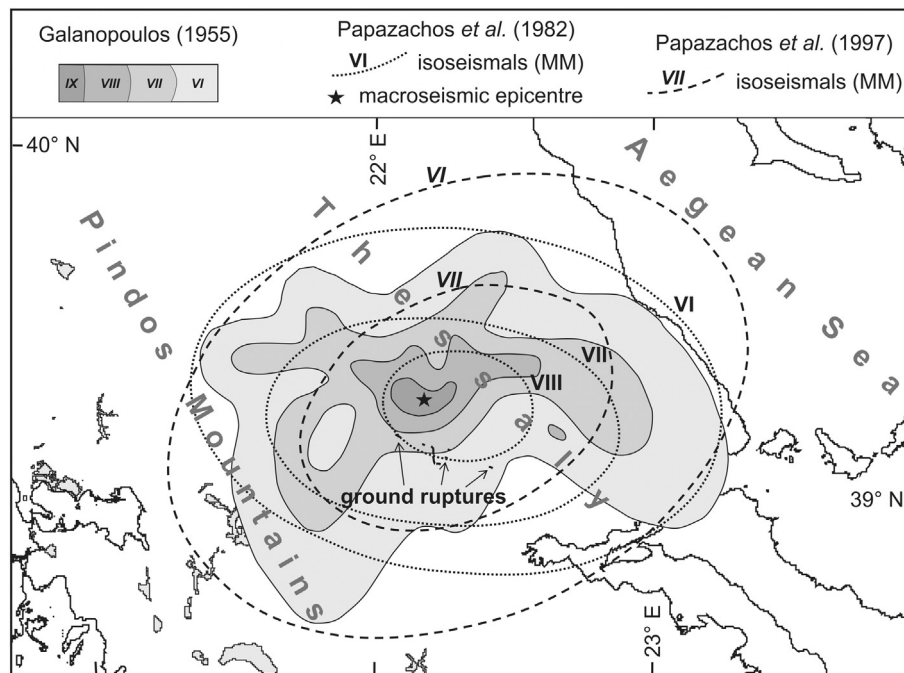 Galanopoulos (1955)
IX VIII VII VI
Papazachos et al. (1982)
VI isoseismals (MM)
★ macroseismic epicentre
Papazachos et al. (1997)
VII isoseismals (MM)
40° N
22° E
VI
Aegean Sea
Thessaly
Pindos
Mountains
VII
VI
VII
VIII
ground ruptures
39° N
23° E